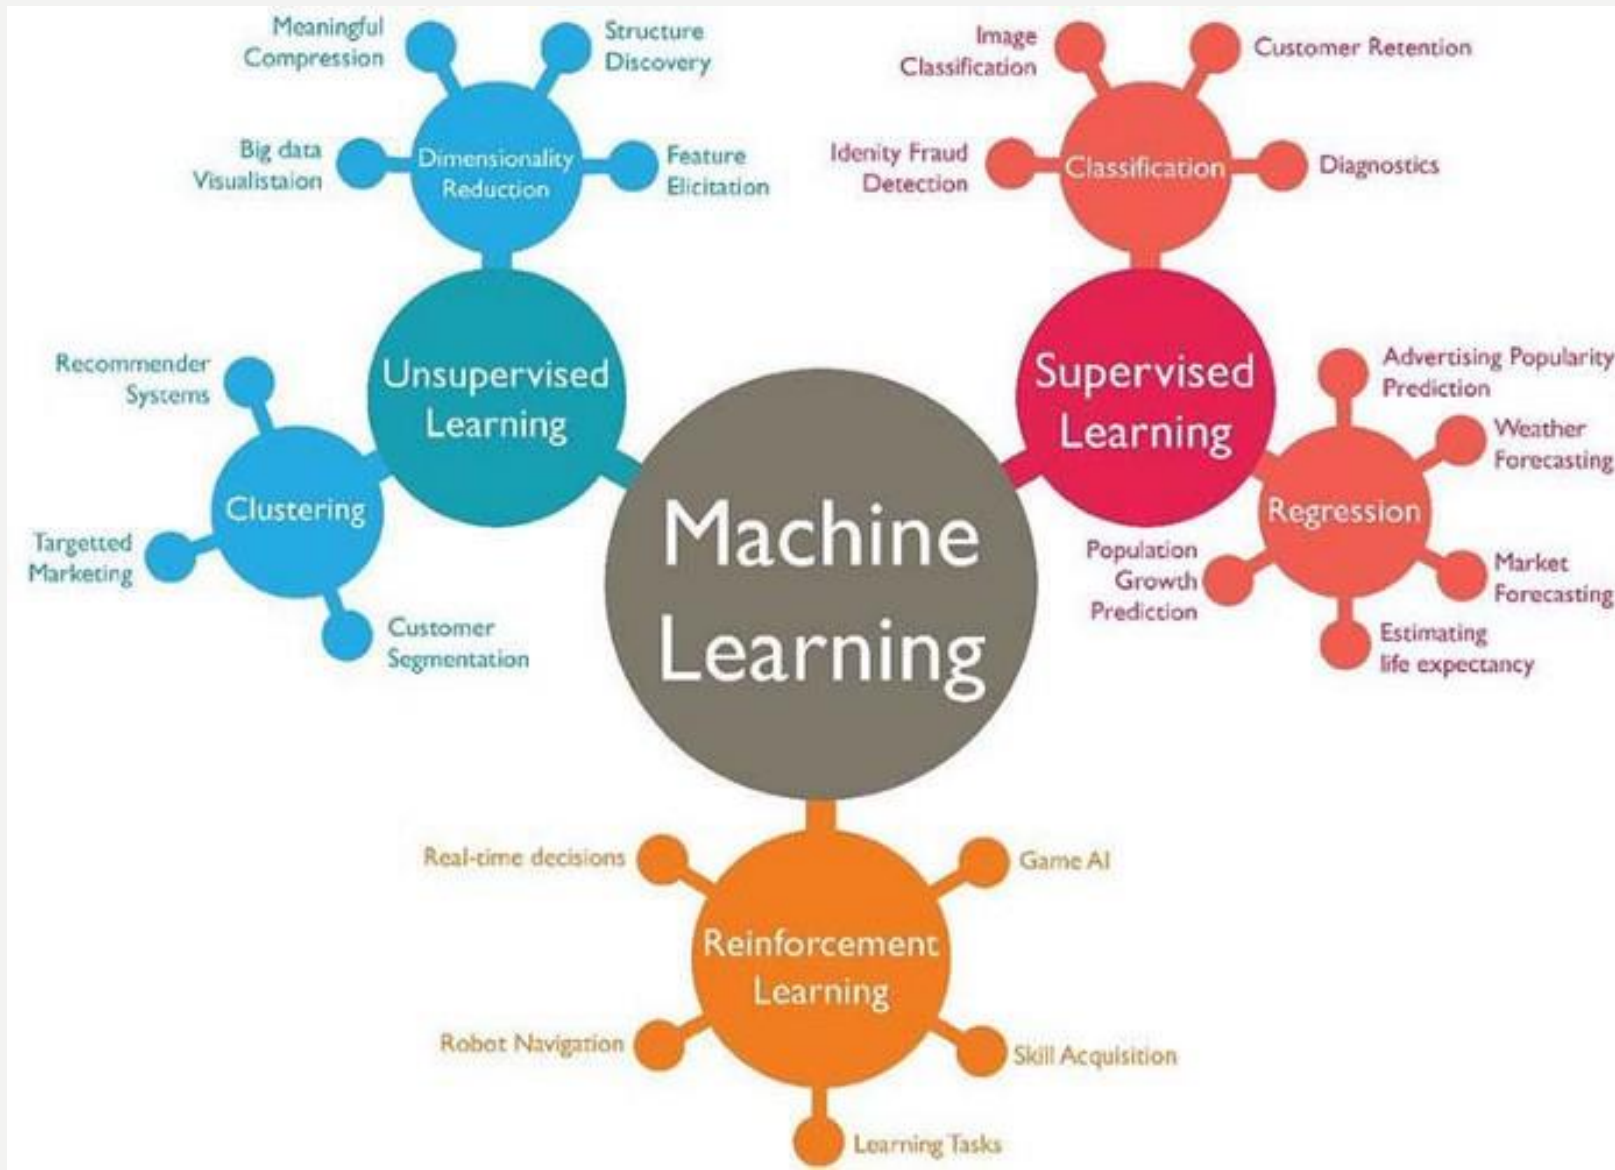 Meaningful
Compression
Structure
Discovery
Big data
Visualistaion
Dimensionality
Reduction
Feature
Elicitation
Image
Classification
Customer Retention
Idenity Fraud
Detection
Classification
Diagnostics
Unsupervised
Learning
Supervised
Learning
Recommender
Systems
Clustering
Targetted
Marketing
Customer
Segmentation
Advertising Popularity
Prediction
Weather
Forecasting
Regression
Population
Growth
Prediction
Market
Forecasting
Estimating
life expectancy
Machine
Learning
Real-time decisions
Game AI
Reinforcement
Learning
Robot Navigation
Skill Acquisition
Learning Tasks